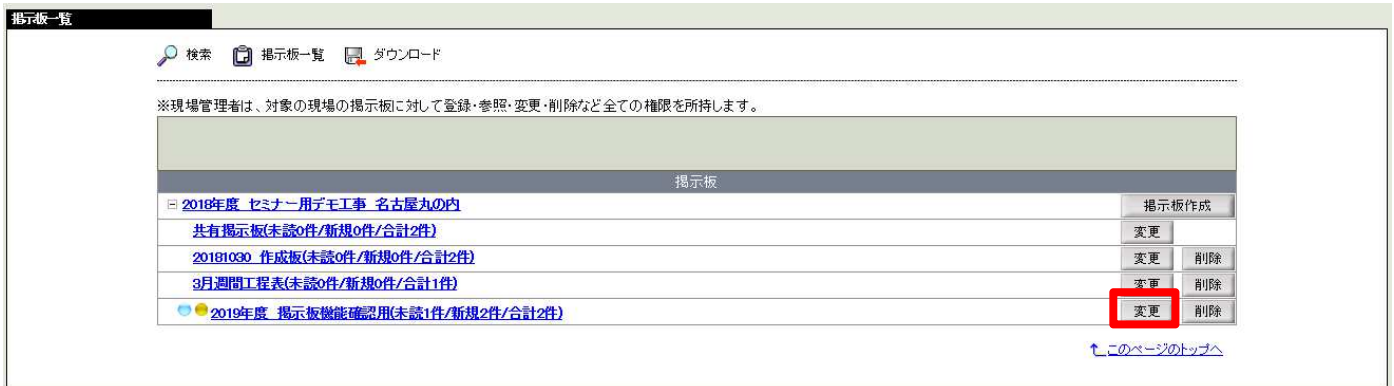 掲示板一覧
検索 掲示板一覧 ダウンロード
※現場管理者は、対象の現場の掲示板に対して登録・参照・変更・削除など全ての権限を所持します。
掲示板
2018年度 セミナー用デモ工事 名古屋丸の内 掲示板作成
共有掲示板(未読0件/新規0件/合計2件) 変更
20181030 作成板(未読0件/新規0件/合計2件) 変更 削除
3月週間工程表(未読0件/新規0件/合計1件) 変更 削除
2019年度 掲示板機能確認用(未読1件/新規2件/合計2件) 変更 削除
↑このページのトップへ